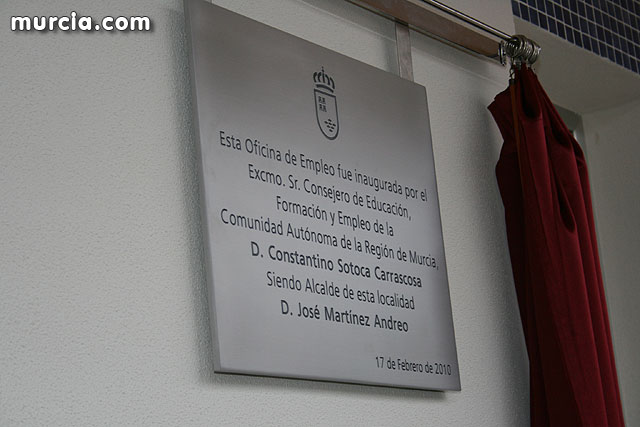 murcia.com
Esta Oficina de Empleo fue inaugurada por el
Excmo. Sr. Consejero de Educación,
Formación y Empleo de la
Comunidad Autónoma de la Región de Murcia,
D. Constantino Sotoca Carrascosa
Siendo Alcalde de esta localidad
D. José Martínez Andreo
17 de Febrero de 2010